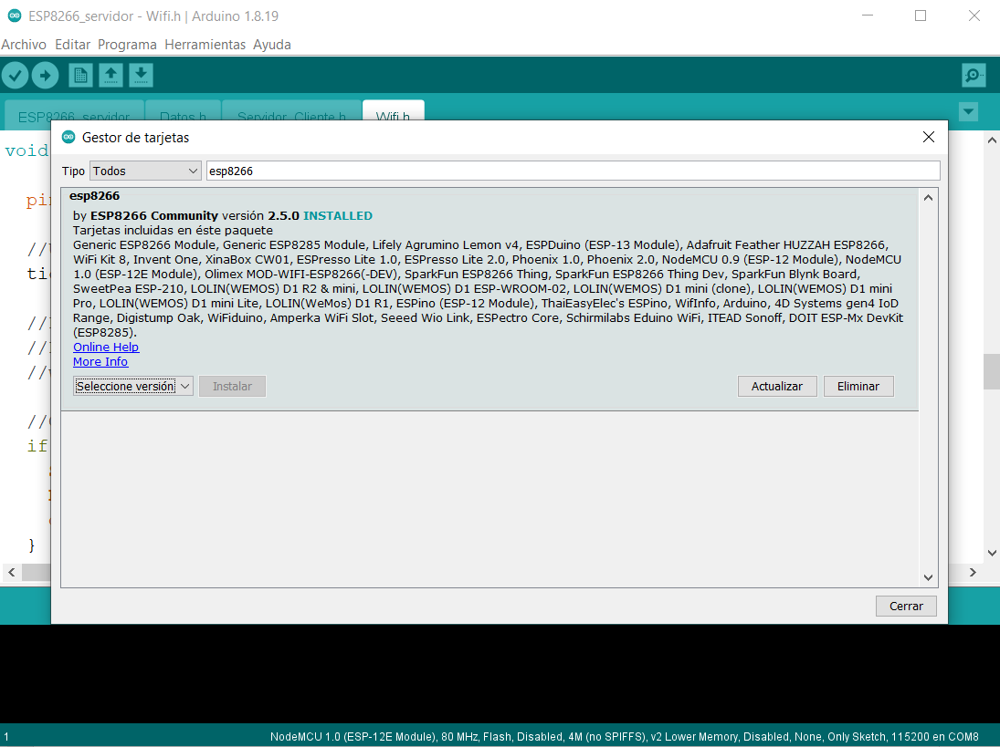 ESP8266_servidor - Wifi.h | Arduino 1.8.19
Archivo Editar Programa Herramientas Ayuda
ESP8266_servidor Datos.h Servidor_Cliente.h Wifi.h
Gestor de tarjetas
Tipo Todos esp8266
void
esp8266
by ESP8266 Community versión 2.5.0 INSTALLED
Tarjetas incluidas en éste paquete
Generic ESP8266 Module, Generic ESP8285 Module, Lifely Agrumino Lemon v4, ESPDuino (ESP-13 Module), Adafruit Feather HUZZAH ESP8266,
WiFi Kit 8, Invent One, XinaBox CW01, ESPresso Lite 1.0, ESPresso Lite 2.0, Phoenix 1.0, Phoenix 2.0, NodeMCU 0.9 (ESP-12 Module), NodeMCU
1.0 (ESP-12E Module), Olimex MOD-WIFI-ESP8266(-DEV), SparkFun ESP8266 Thing, SparkFun ESP8266 Thing Dev, SparkFun Blynk Board,
SweetPea ESP-210, LOLIN(WEMOS) D1 R2 & mini, LOLIN(WEMOS) D1 ESP-WROOM-02, LOLIN(WEMOS) D1 mini (clone), LOLIN(WEMOS) D1 mini
Pro, LOLIN(WEMOS) D1 mini Lite, LOLIN(WeMos) D1 R1, ESPino (ESP-12 Module), ThaiEasyElec's ESPino, WifInfo, Arduino, 4D Systems gen4 IoD
Range, Digistump Oak, WiFiduino, Amperka WiFi Slot, Seeed Wio Link, ESPectro Core, Schirmilabs Eduino WiFi, ITEAD Sonoff, DOIT ESP-Mx DevKit
(ESP8285).
Online Help
More Info
Seleccione versión Instalar Actualizar Eliminar
if
}
Cerrar
1 NodeMCU 1.0 (ESP-12E Module), 80 MHz, Flash, Disabled, 4M (no SPIFFS), v2 Lower Memory, Disabled, None, Only Sketch, 115200 en COM8